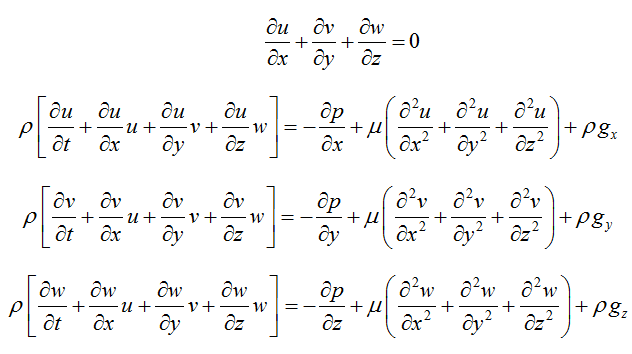 ∂u/∂x + ∂v/∂y + ∂w/∂z = 0
ρ[∂u/∂t + ∂u/∂x u + ∂u/∂y v + ∂u/∂z w] = −∂p/∂x + μ(∂²u/∂x² + ∂²u/∂y² + ∂²u/∂z²) + ρgₓ
ρ[∂v/∂t + ∂v/∂x u + ∂v/∂y v + ∂v/∂z w] = −∂p/∂y + μ(∂²v/∂x² + ∂²v/∂y² + ∂²v/∂z²) + ρg_y
ρ[∂w/∂t + ∂w/∂x u + ∂w/∂y v + ∂w/∂z w] = −∂p/∂z + μ(∂²w/∂x² + ∂²w/∂y² + ∂²w/∂z²) + ρg_z